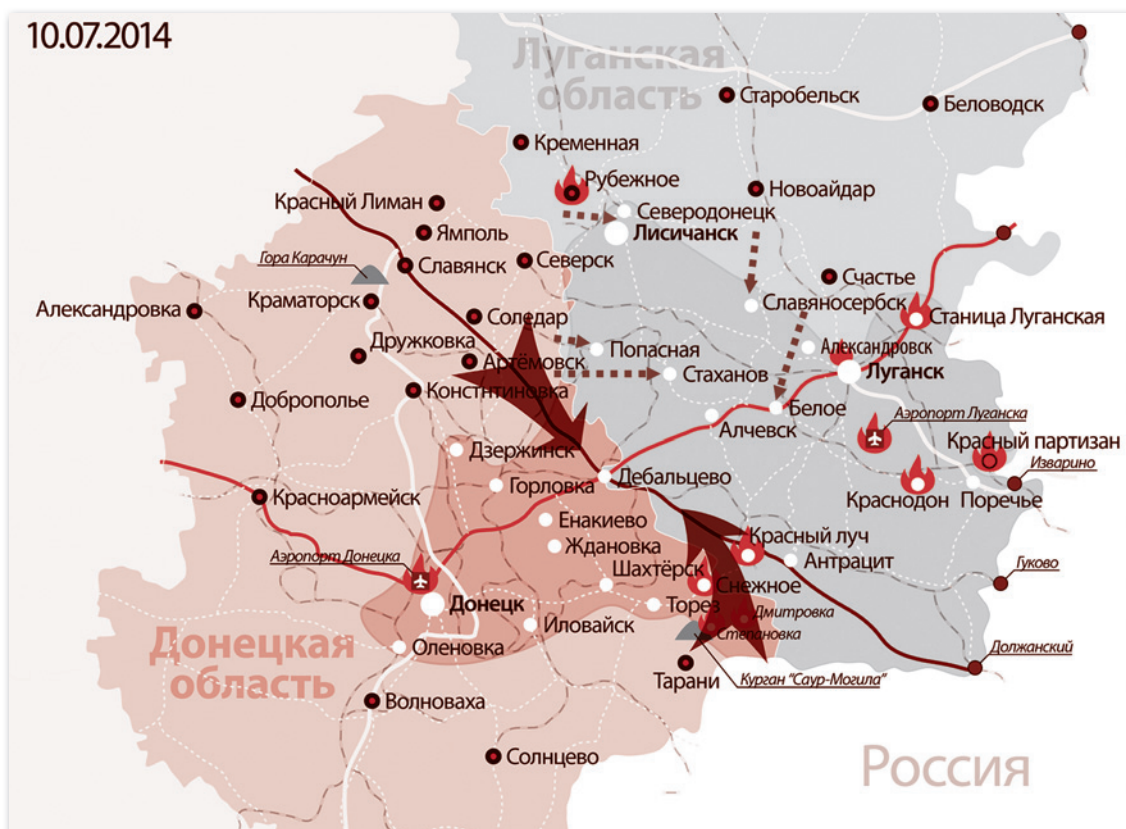 10.07.2014
Луганская
область
Старобельск
Беловодск
Кременная
Рубежное
Новоайдар
Красный Лиман
Северодонецк
Лисичанск
Ямполь
Гора Карачун
Славянск
Северск
Счастье
Краматорск
Славяносербск
Александровка
Соледар
Станица Луганская
Дружковка
Попасная
Александровск
Артёмовск
Стаханов
Луганск
Констнтиновка
Доброполье
Белое
Алчевск
Аэропорт Луганска
Дзержинск
Красный партизан
Изварино
Дебальцево
Горловка
Краснодон
Поречье
Красноармейск
Енакиево
Красный луч
Ждановка
Аэропорт Донецка
Антрацит
Шахтёрск
Гуково
Снежное
Донецк
Торез
Дмитровка
Иловайск
Степановка
Оленовка
Донецкая
область
Должанский
Тарани
Курган "Саур-Могила"
Волноваха
Солнцево
Россия